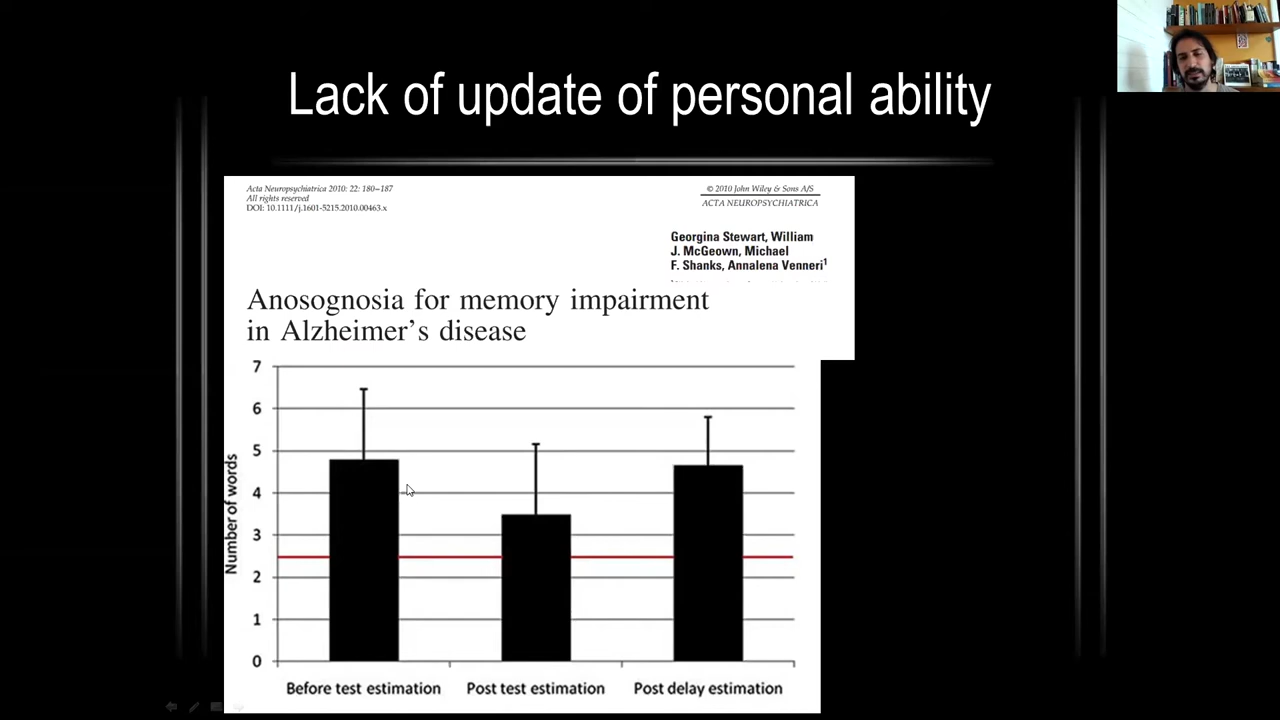 Lack of update of personal ability
Acta Neuropsychiatrica 2010: 22: 180–187
All rights reserved
DOI: 10.1111/j.1601-5215.2010.00463.x
© 2010 John Wiley & Sons A/S
ACTA NEUROPSYCHIATRICA
Georgina Stewart, William
J. McGeown, Michael
F. Shanks, Annalena Venneri¹
Anosognosia for memory impairment
in Alzheimer's disease
Number of words
7
6
5
4
3
2
1
0
Before test estimation
Post test estimation
Post delay estimation